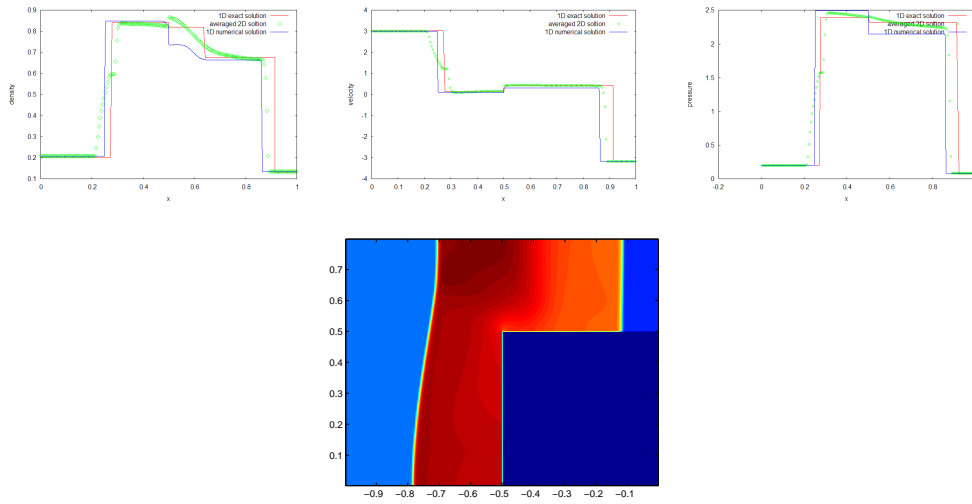 1D exact solution
averaged 2D soltion
1D numerical solution
density
0.9
0.8
0.7
0.6
0.5
0.4
0.3
0.2
0.1
0 0.2 0.4 0.6 0.8 1
x
1D exact solution
averaged 2D soltion
1D numerical solution
velocity
4
3
2
1
0
-1
-2
-3
-4
0 0.1 0.2 0.3 0.4 0.5 0.6 0.7 0.8 0.9 1
x
1D exact solution
averaged 2D soltion
1D numerical solution
pressure
2.5
2
1.5
1
0.5
0
-0.2 0 0.2 0.4 0.6 0.8
x
0.7
0.6
0.5
0.4
0.3
0.2
0.1
−0.9 −0.8 −0.7 −0.6 −0.5 −0.4 −0.3 −0.2 −0.1